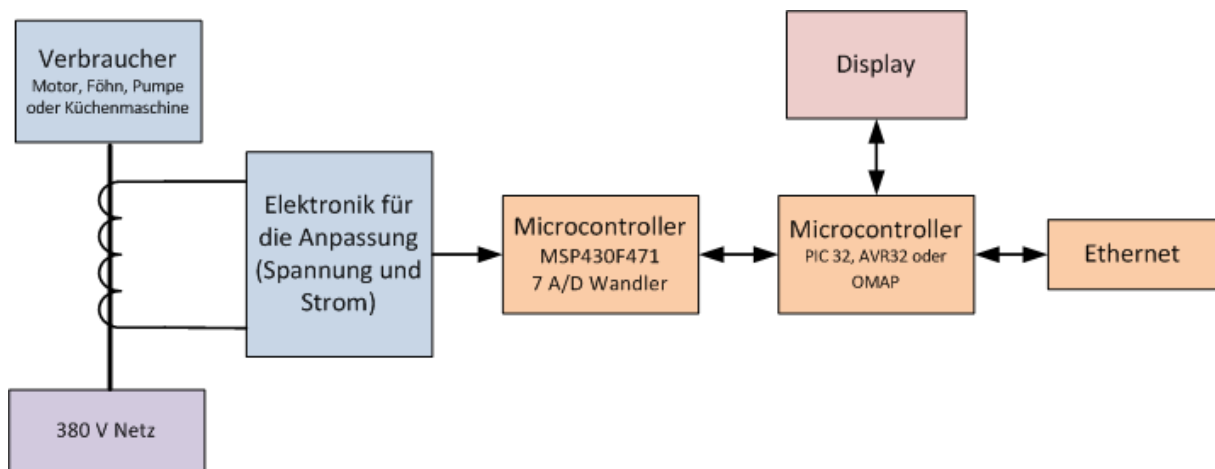 Verbraucher
Motor, Föhn, Pumpe
oder Küchenmaschine
Display
Elektronik für
die Anpassung
(Spannung und
Strom)
Microcontroller
MSP430F471
7 A/D Wandler
Microcontroller
PIC 32, AVR32 oder
OMAP
Ethernet
380 V Netz